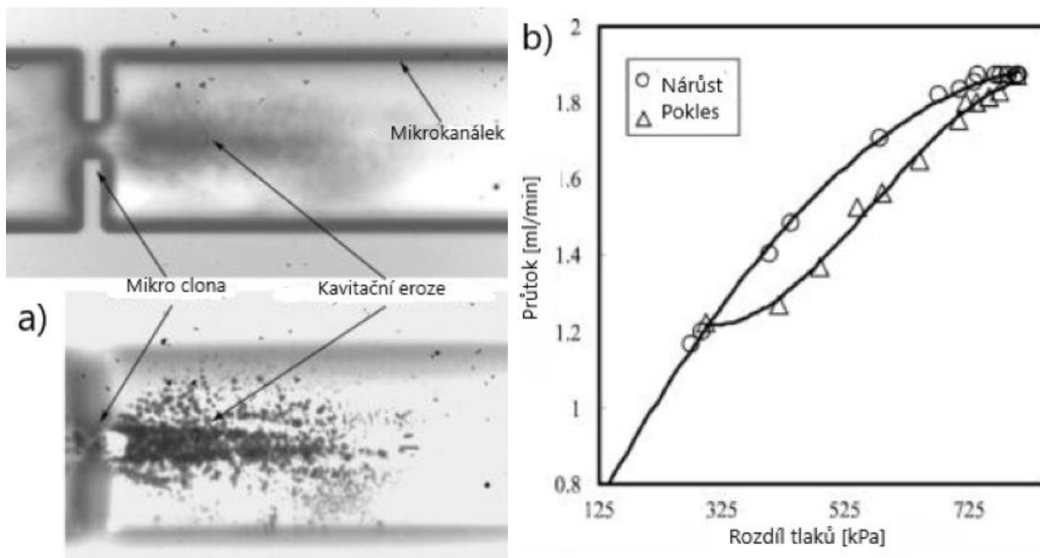 a)
Mikrokanálek
Mikro clona
Kavitační eroze
b)
Průtok [ml/min]
2
1.8
1.6
1.4
1.2
1
0.8
Nárůst
Pokles
125
325
525
725
Rozdíl tlaků [kPa]